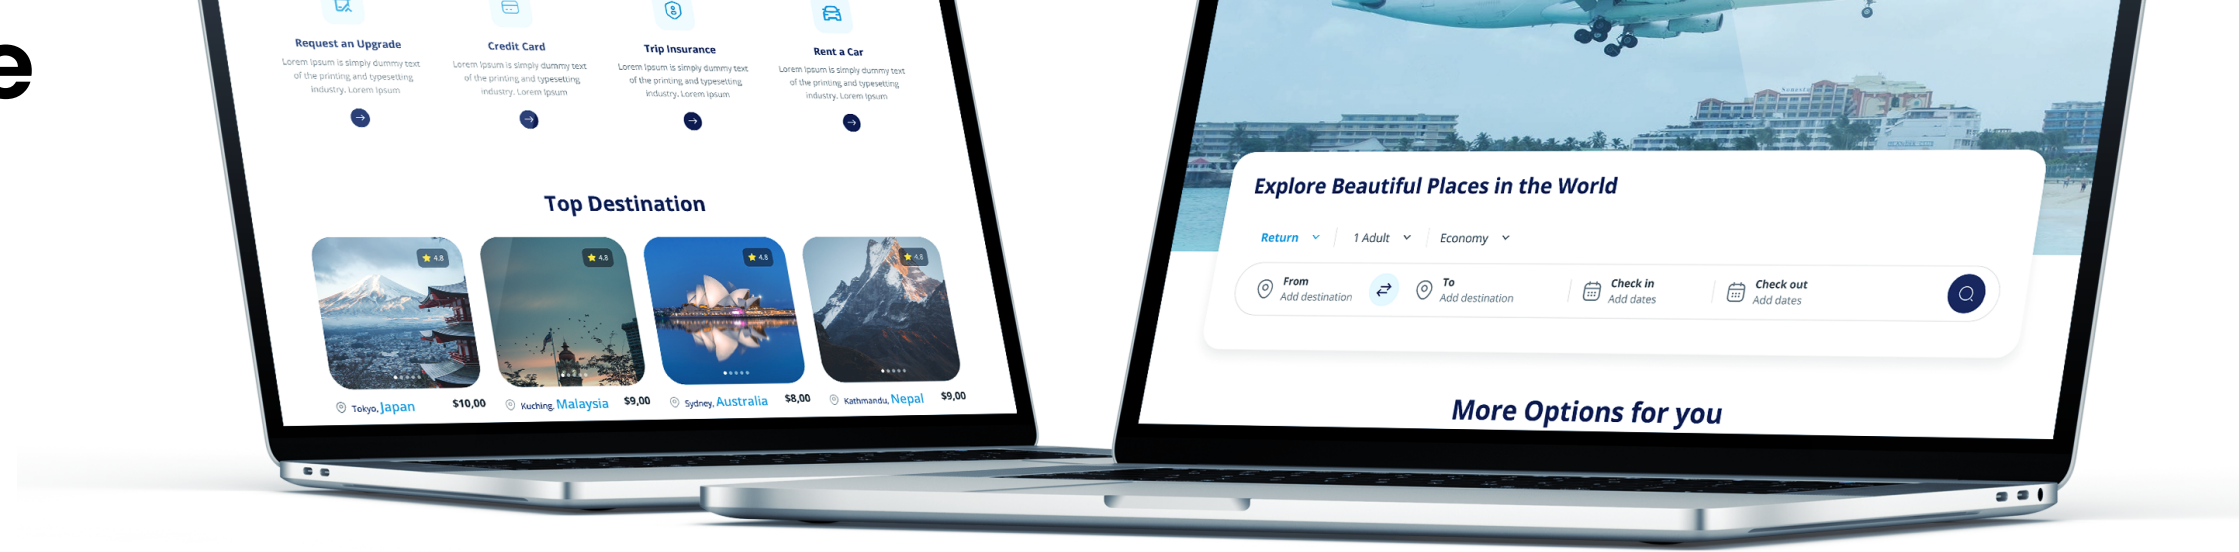 e
Request an Upgrade
Lorem Ipsum is simply dummy text
of the printing and typesetting
industry. Lorem Ipsum
Credit Card
Lorem Ipsum is simply dummy text
of the printing and typesetting
industry. Lorem Ipsum
Trip Insurance
Lorem Ipsum is simply dummy text
of the printing and typesetting
industry. Lorem Ipsum
Rent a Car
Lorem Ipsum is simply dummy text
of the printing and typesetting
industry. Lorem Ipsum
Top Destination
4.8
4.8
4.8
4.8
Tokyo, Japan $10,00
Kuching, Malaysia $9,00
Sydney, Australia $8,00
Kathmandu, Nepal $9,00
Explore Beautiful Places in the World
Return 1 Adult Economy
From
Add destination
To
Add destination
Check in
Add dates
Check out
Add dates
More Options for you